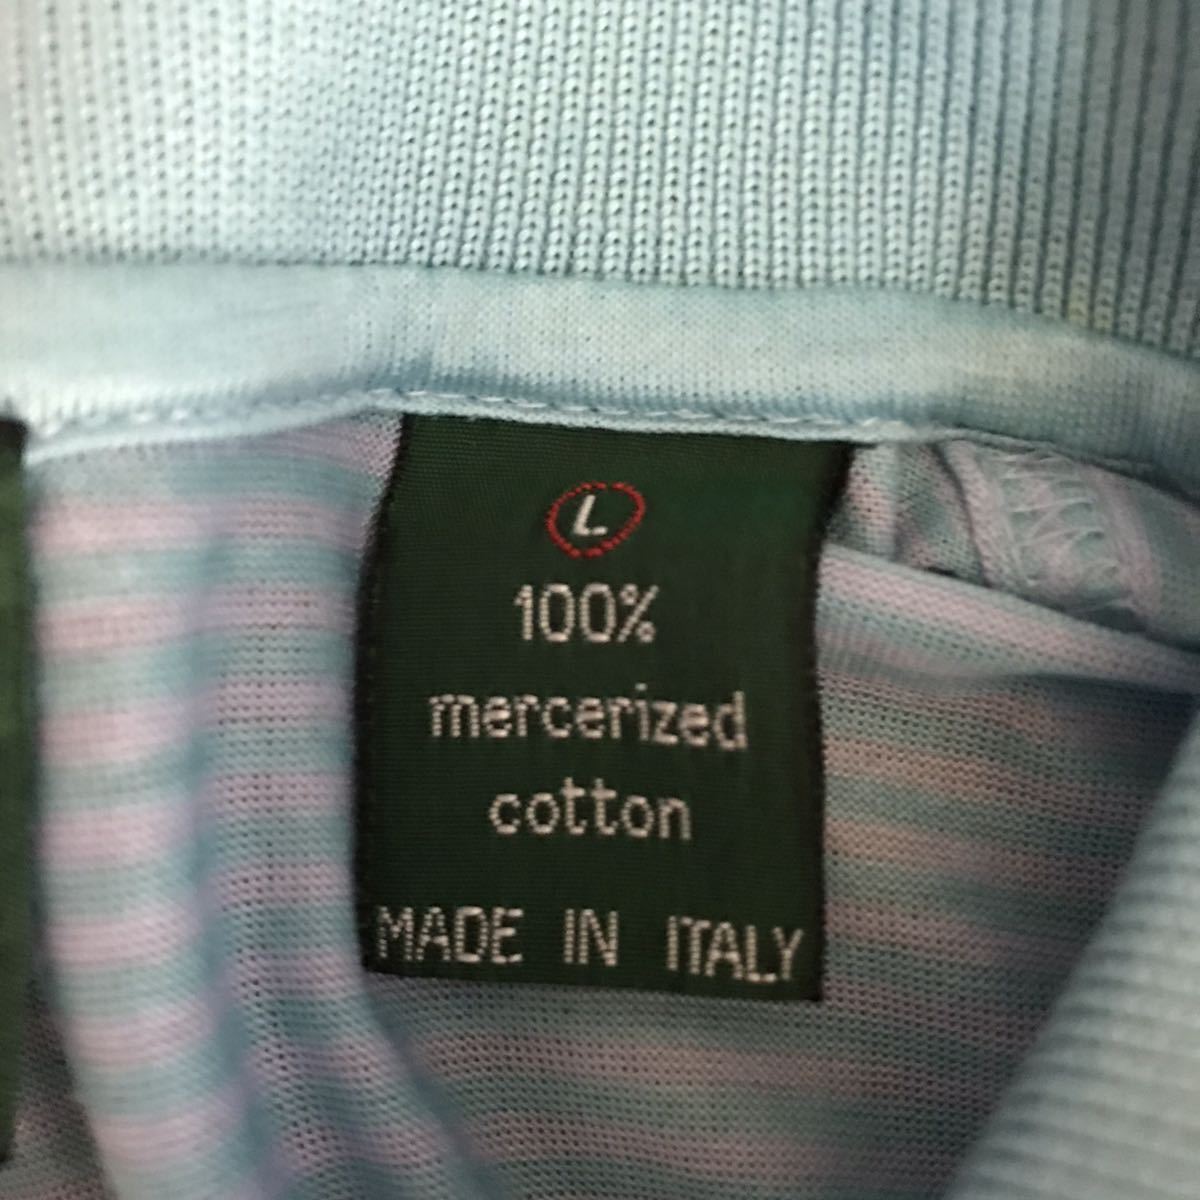 L
100%
mercerized
cotton
MADE IN ITALY